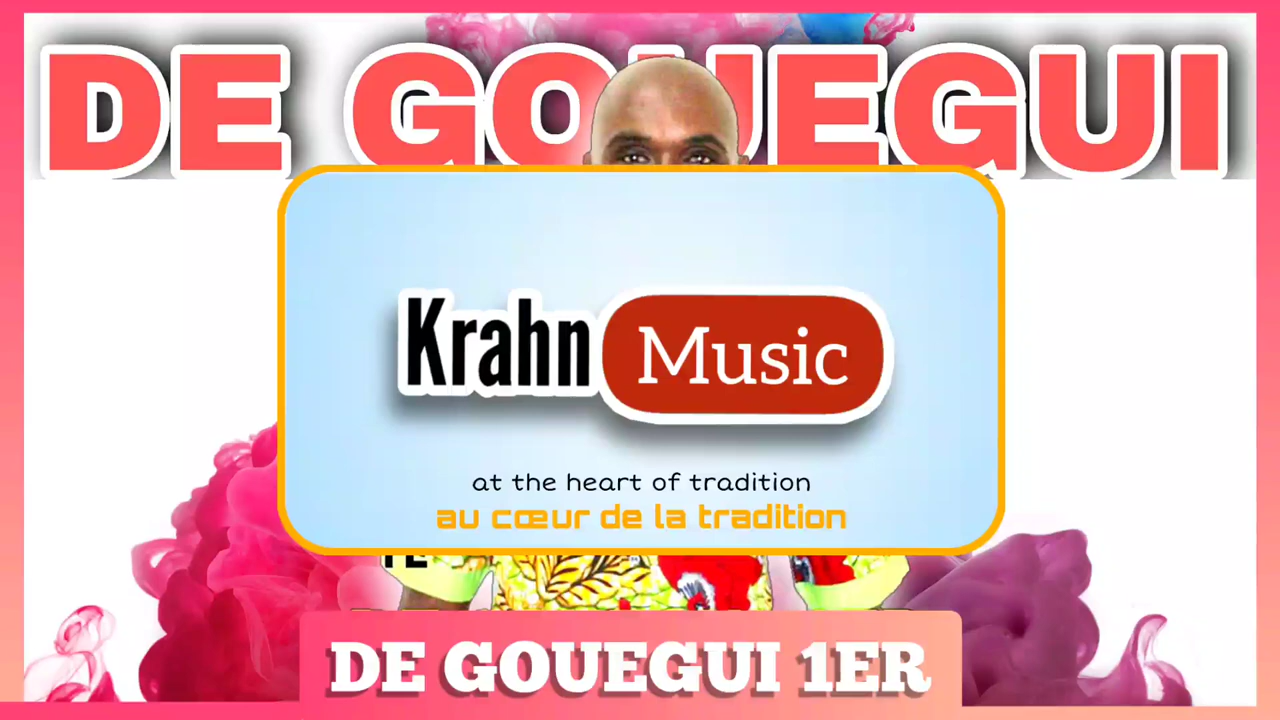 DE GOUEGUI
Krahn Music
at the heart of tradition
au cœur de la tradition
DE GOUEGUI 1ER